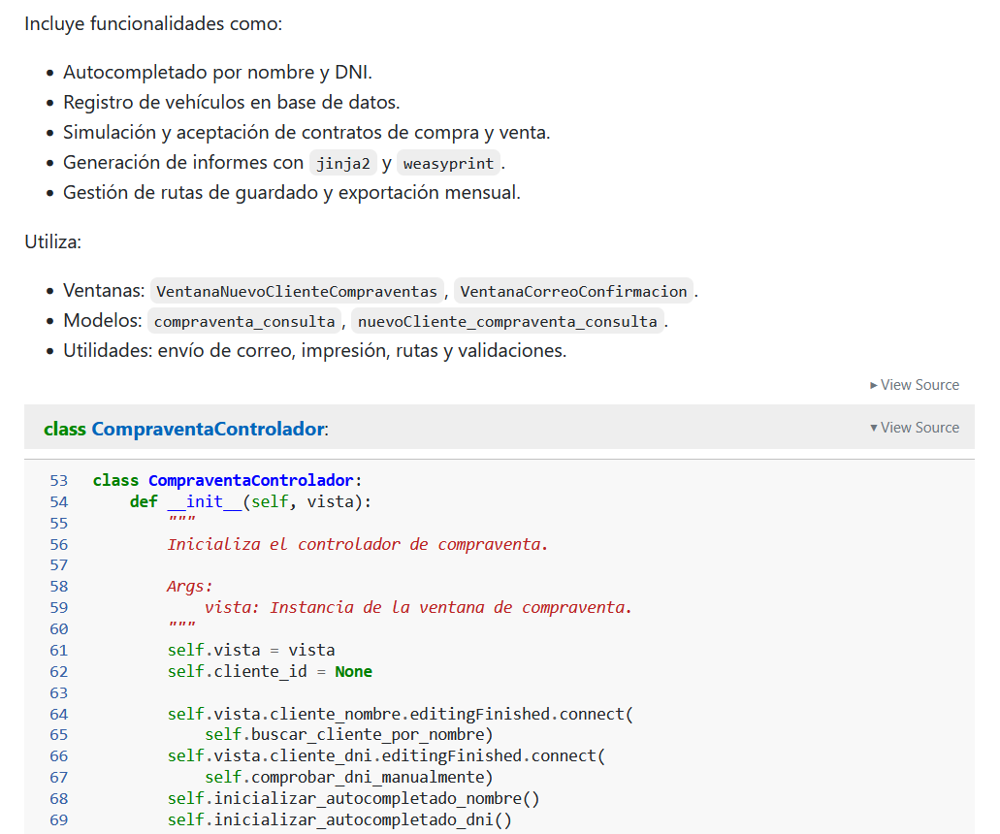 Incluye funcionalidades como:
• Autocompletado por nombre y DNI.
• Registro de vehículos en base de datos.
• Simulación y aceptación de contratos de compra y venta.
• Generación de informes con jinja2 y weasyprint.
• Gestión de rutas de guardado y exportación mensual.
Utiliza:
• Ventanas: VentanaNuevoClienteCompraventas, VentanaCorreoConfirmacion.
• Modelos: compraventa_consulta, nuevoCliente_compraventa_consulta.
• Utilidades: envío de correo, impresión, rutas y validaciones.
▸ View Source
class CompraventaControlador:
▾ View Source
53 class CompraventaControlador:
54     def __init__(self, vista):
55         """
56         Inicializa el controlador de compraventa.
57
58         Args:
59             vista: Instancia de la ventana de compraventa.
60         """
61         self.vista = vista
62         self.cliente_id = None
63
64         self.vista.cliente_nombre.editingFinished.connect(
65             self.buscar_cliente_por_nombre)
66         self.vista.cliente_dni.editingFinished.connect(
67             self.comprobar_dni_manualmente)
68         self.inicializar_autocompletado_nombre()
69         self.inicializar_autocompletado_dni()